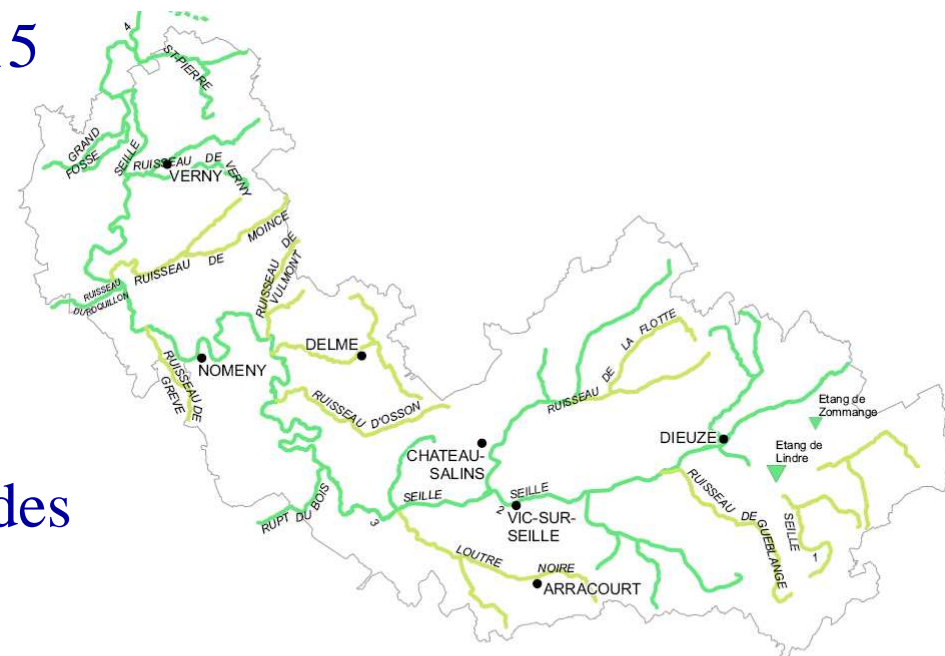 15
4
ST-PIERRE
GRAND
FOSSE
SEILLE
RUISSEAU DE VERNY
VERNY
RUISSEAU DE MOINCE
RUISSEAU
DU ROQUILLON
RUISSEAU DE
VULMONT
RUISSEAU DE
GREVE
NOMENY
DELME
RUISSEAU D'OSSON
RUISSEAU DE LA FLOTTE
Etang de
Zommange
DIEUZE
Etang de
Lindre
CHATEAU-
SALINS
des
RUPT DU BOIS
3
SEILLE
2
SEILLE
VIC-SUR-
SEILLE
RUISSEAU DE GUEBLANGE
SEILLE
1
LOUTRE NOIRE
ARRACOURT